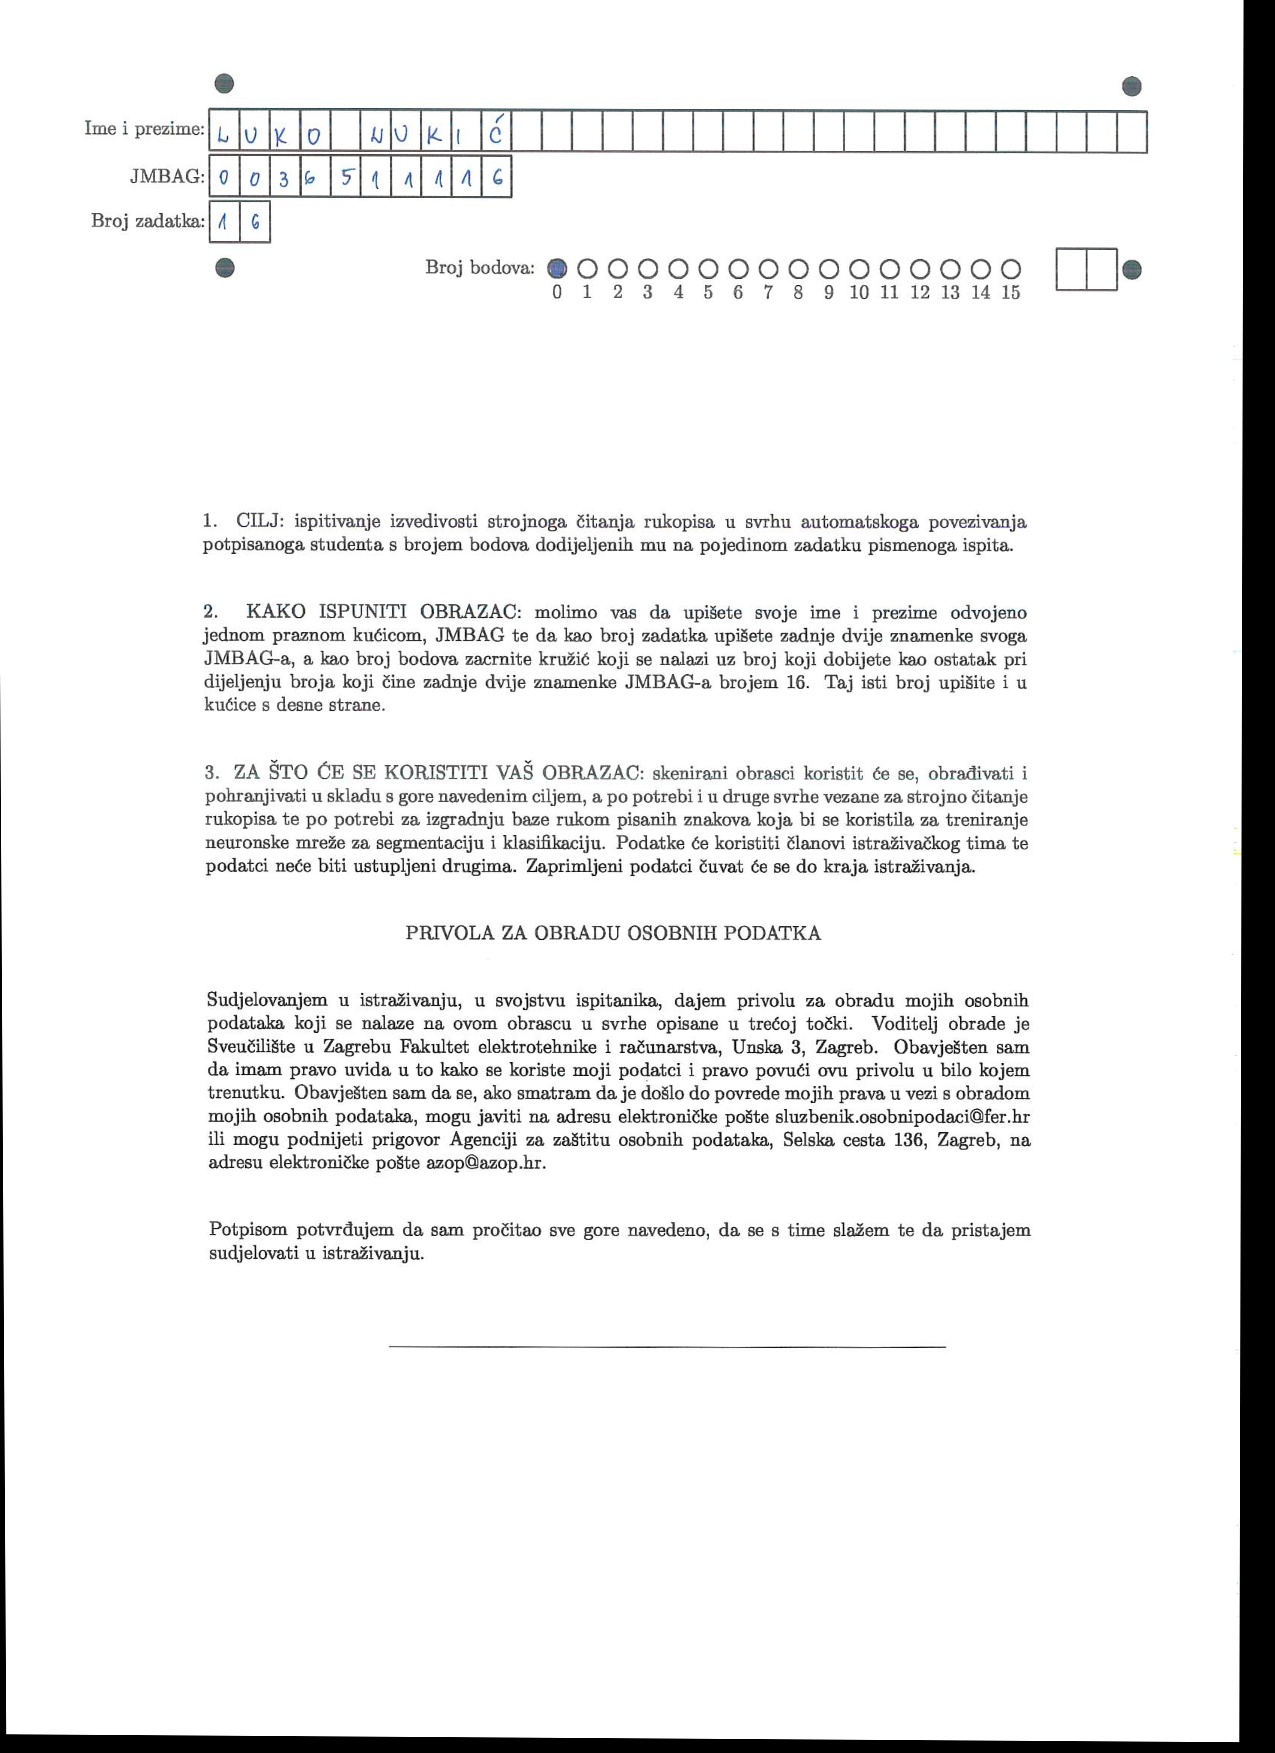 Ime i prezime: LUKO NUKIĆ
JMBAG: 0036511116
Broj zadatka: 16
Broj bodova:
0 1 2 3 4 5 6 7 8 9 10 11 12 13 14 15
1. CILJ: ispitivanje izvedivosti strojnoga čitanja rukopisa u svrhu automatskoga povezivanja
potpisanoga studenta s brojem bodova dodijeljenih mu na pojedinom zadatku pismenoga ispita.
2. KAKO ISPUNITI OBRAZAC: molimo vas da upišete svoje ime i prezime odvojeno
jednom praznom kućicom, JMBAG te da kao broj zadatka upišete zadnje dvije znamenke svoga
JMBAG-a, a kao broj bodova zacrnite kružić koji se nalazi uz broj koji dobijete kao ostatak pri
dijeljenju broja koji čine zadnje dvije znamenke JMBAG-a brojem 16. Taj isti broj upišite i u
kućice s desne strane.
3. ZA ŠTO ĆE SE KORISTITI VAŠ OBRAZAC: skenirani obrasci koristit će se, obrađivati i
pohranjivati u skladu s gore navedenim ciljem, a po potrebi i u druge svrhe vezane za strojno čitanje
rukopisa te po potrebi za izgradnju baze rukom pisanih znakova koja bi se koristila za treniranje
neuronske mreže za segmentaciju i klasifikaciju. Podatke će koristiti članovi istraživačkog tima te
podatci neće biti ustupljeni drugima. Zaprimljeni podatci čuvat će se do kraja istraživanja.
PRIVOLA ZA OBRADU OSOBNIH PODATKA
Sudjelovanjem u istraživanju, u svojstvu ispitanika, dajem privolu za obradu mojih osobnih
podataka koji se nalaze na ovom obrascu u svrhe opisane u trećoj točki. Voditelj obrade je
Sveučilište u Zagrebu Fakultet elektrotehnike i računarstva, Unska 3, Zagreb. Obavješten sam
da imam pravo uvida u to kako se koriste moji podatci i pravo povući ovu privolu u bilo kojem
trenutku. Obavješten sam da se, ako smatram da je došlo do povrede mojih prava u vezi s obradom
mojih osobnih podataka, mogu javiti na adresu elektroničke pošte sluzbenik.osobnipodaci@fer.hr
ili mogu podnijeti prigovor Agenciji za zaštitu osobnih podataka, Selska cesta 136, Zagreb, na
adresu elektroničke pošte azop@azop.hr.
Potpisom potvrđujem da sam pročitao sve gore navedeno, da se s time slažem te da pristajem
sudjelovati u istraživanju.